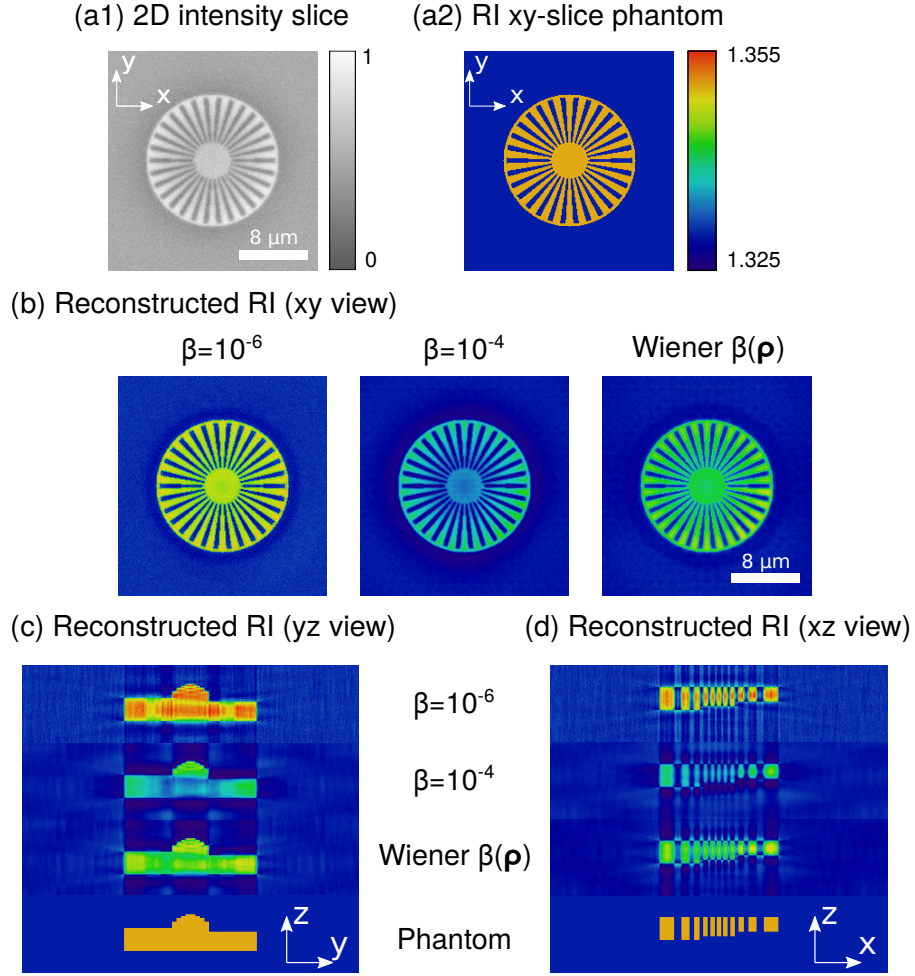 (a1) 2D intensity slice
(a2) RI xy-slice phantom
y
x
1
0
8 μm
y
x
1.355
1.325
(b) Reconstructed RI (xy view)
β=10⁻⁶
β=10⁻⁴
Wiener β(ρ)
8 μm
(c) Reconstructed RI (yz view)
(d) Reconstructed RI (xz view)
β=10⁻⁶
β=10⁻⁴
Wiener β(ρ)
Phantom
z
y
z
x